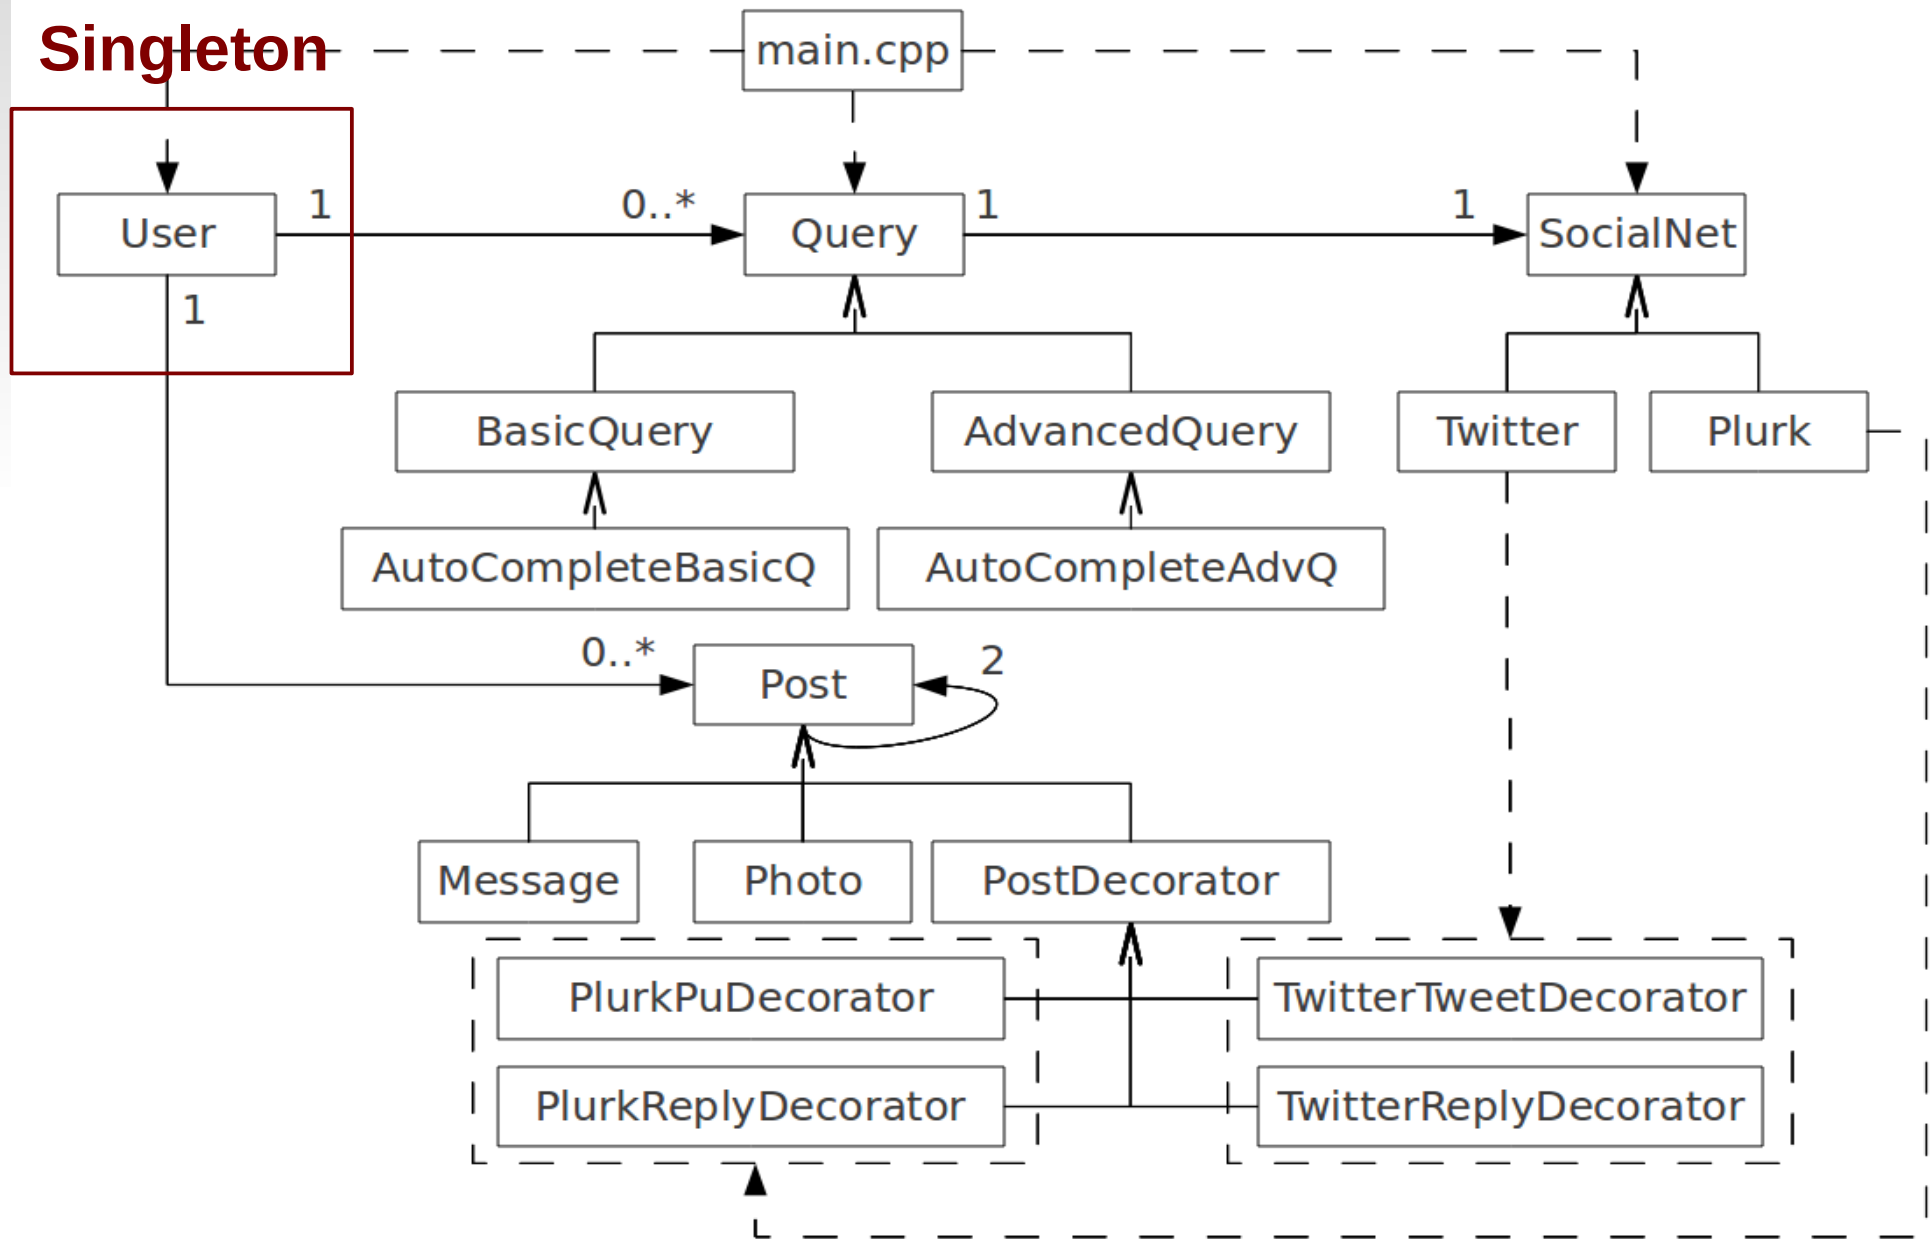 Singleton
main.cpp
1
0..*
1
1
User
Query
SocialNet
1
BasicQuery
AdvancedQuery
Twitter
Plurk
AutoCompleteBasicQ
AutoCompleteAdvQ
0..*
2
Post
Message
Photo
PostDecorator
PlurkPuDecorator
TwitterTweetDecorator
PlurkReplyDecorator
TwitterReplyDecorator